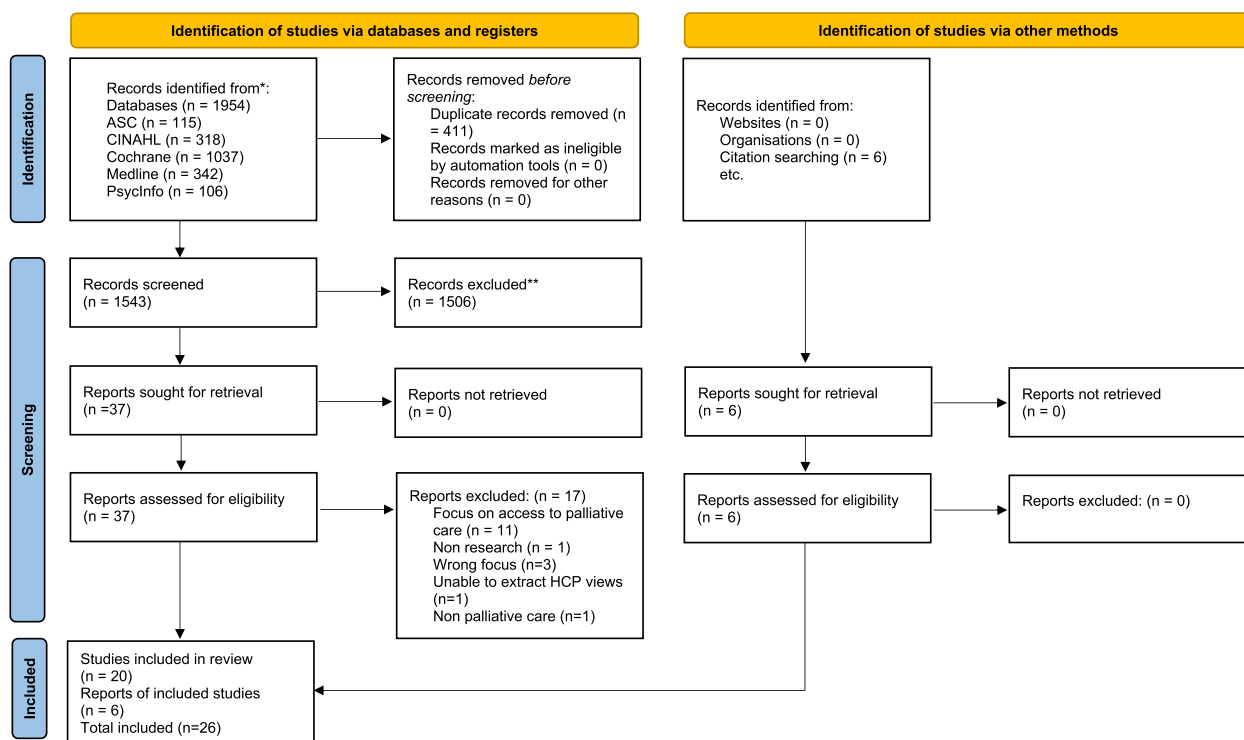 Identification of studies via databases and registers
Identification of studies via other methods
Identification
Records identified from*:
Databases (n = 1954)
ASC (n = 115)
CINAHL (n = 318)
Cochrane (n = 1037)
Medline (n = 342)
PsycInfo (n = 106)
Records removed before
screening:
Duplicate records removed (n
= 411)
Records marked as ineligible
by automation tools (n = 0)
Records removed for other
reasons (n = 0)
Records identified from:
Websites (n = 0)
Organisations (n = 0)
Citation searching (n = 6)
etc.
Screening
Records screened
(n = 1543)
Records excluded**
(n = 1506)
Reports sought for retrieval
(n =37)
Reports not retrieved
(n = 0)
Reports sought for retrieval
(n = 6)
Reports not retrieved
(n = 0)
Reports assessed for eligibility
(n = 37)
Reports excluded: (n = 17)
Focus on access to palliative
care (n = 11)
Non research (n = 1)
Wrong focus (n=3)
Unable to extract HCP views
(n=1)
Non palliative care (n=1)
Reports assessed for eligibility
(n = 6)
Reports excluded: (n = 0)
Included
Studies included in review
(n = 20)
Reports of included studies
(n = 6)
Total included (n=26)